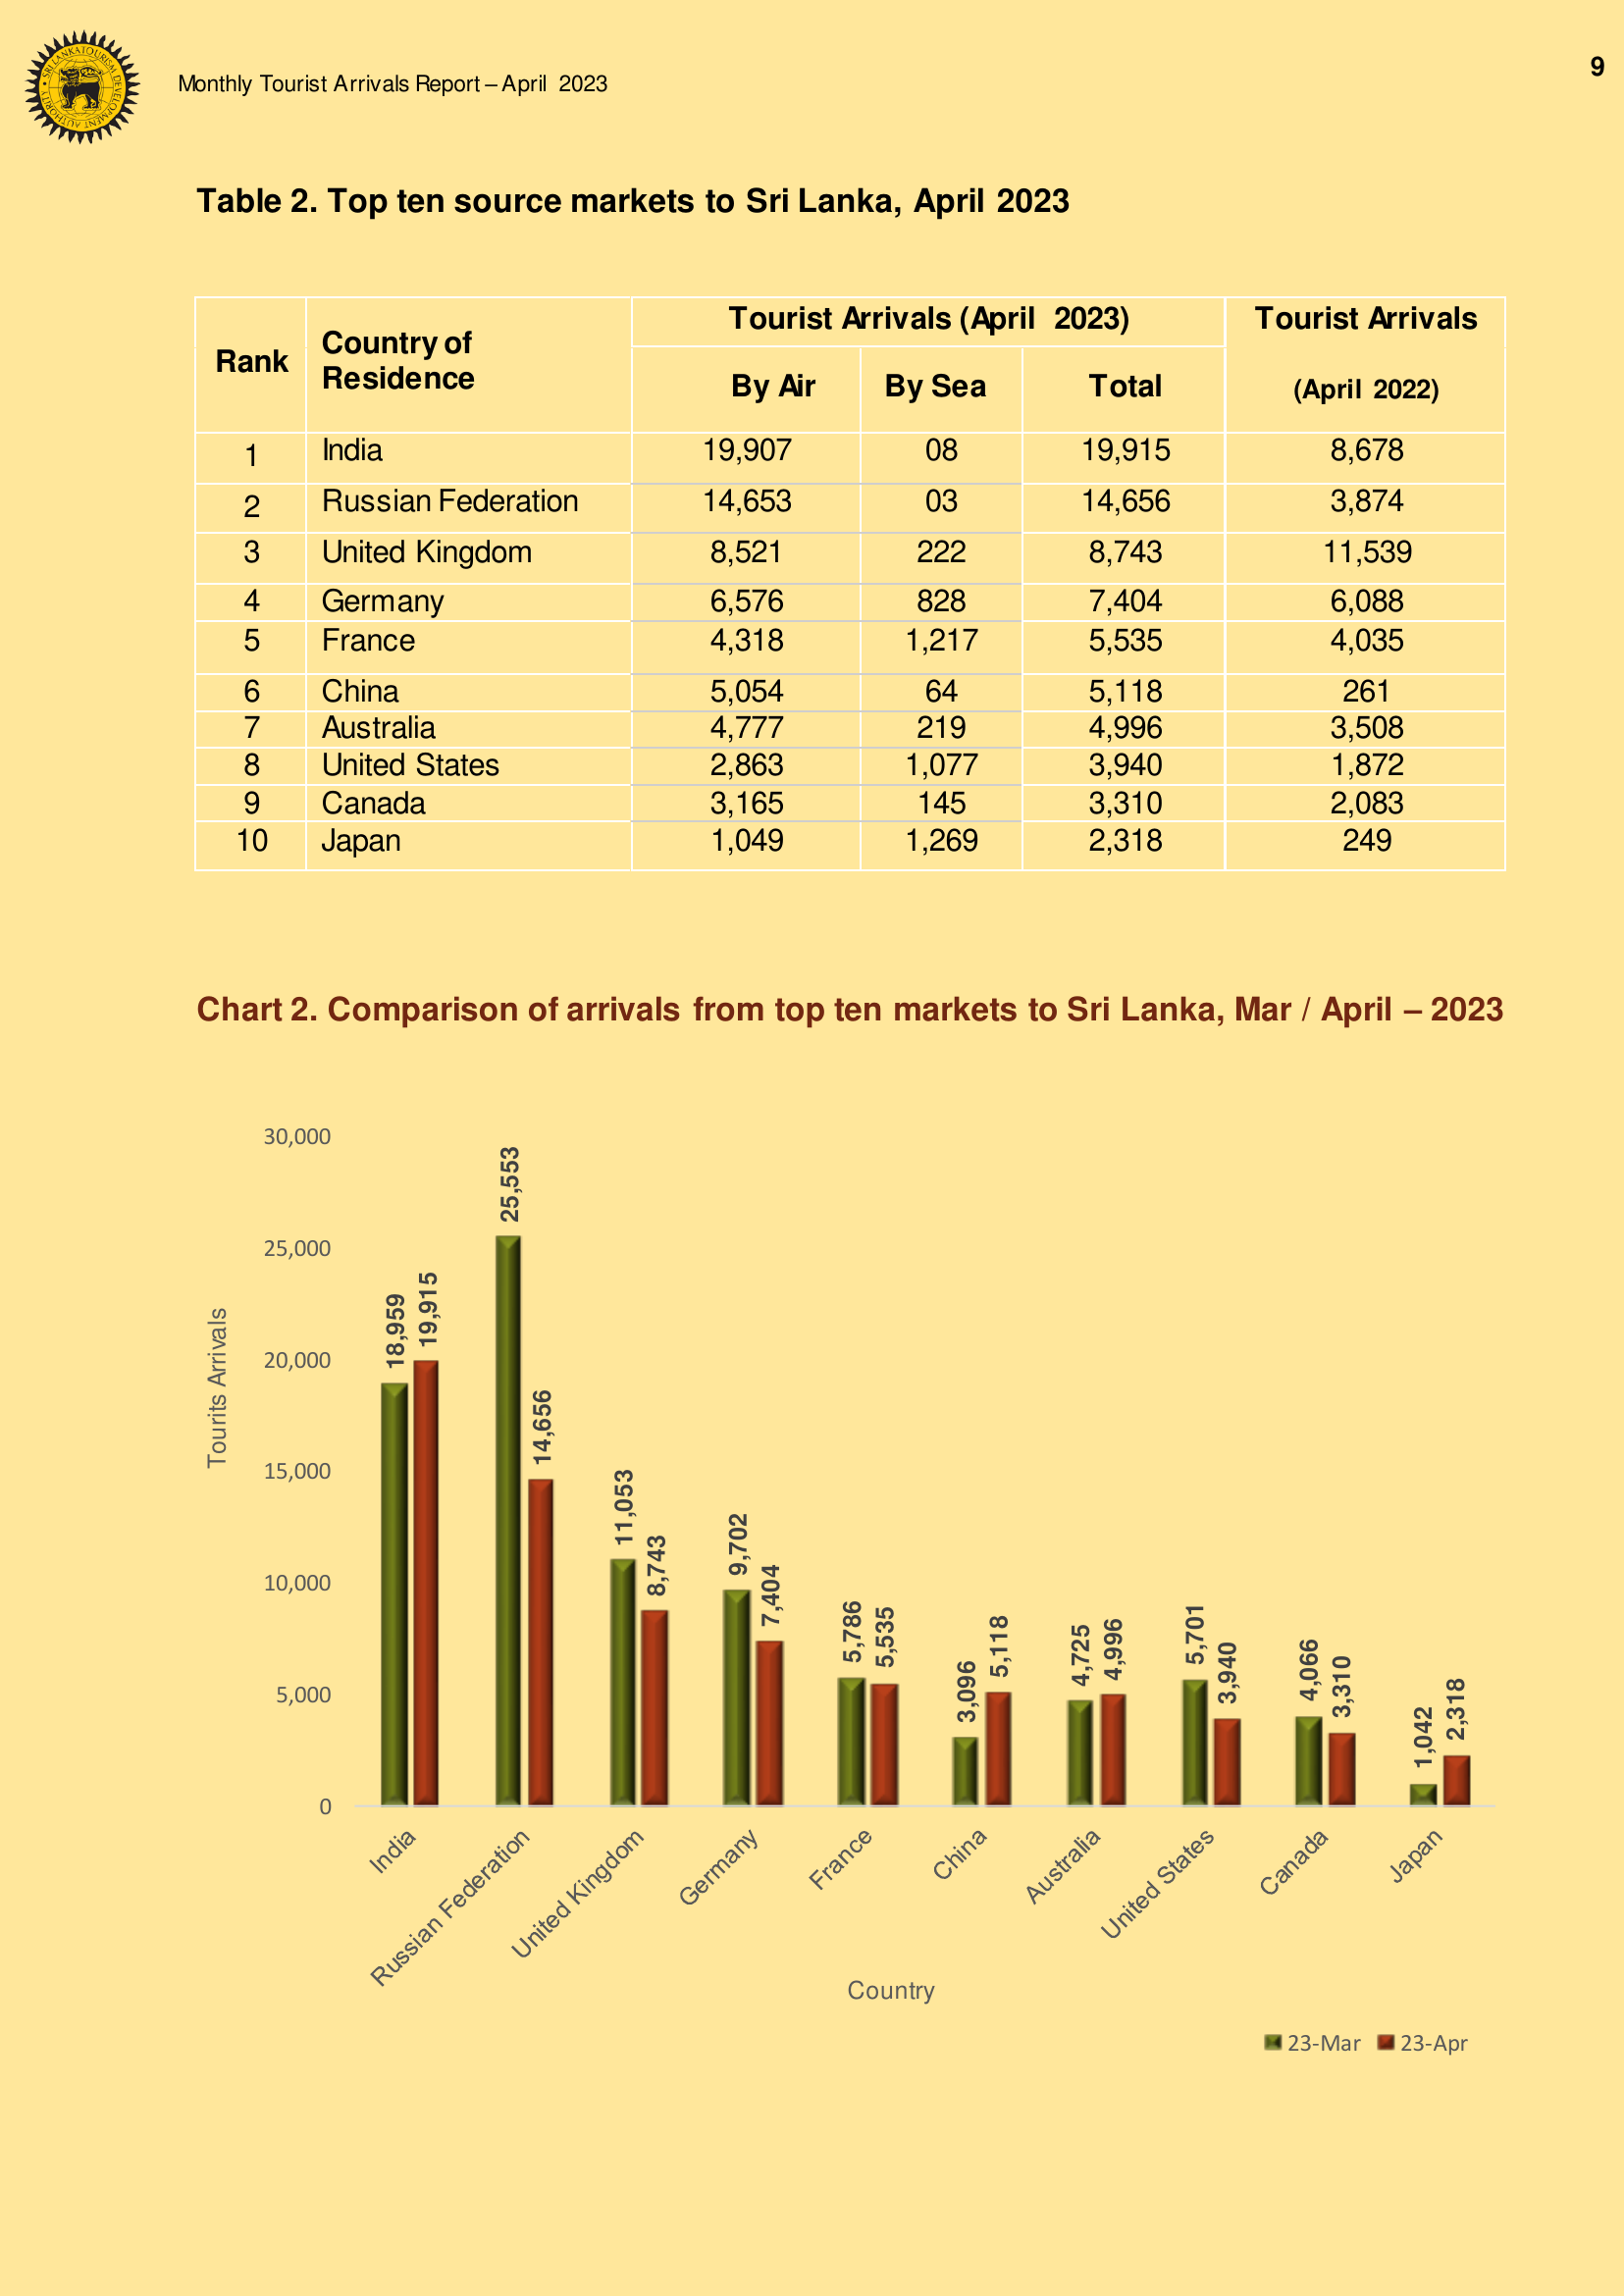 SRI LANKA TOURISM DEVELOPMENT AUTHORITY
Monthly Tourist Arrivals Report – April 2023
9
Table 2. Top ten source markets to Sri Lanka, April 2023
Rank Country of Residence Tourist Arrivals (April 2023) Tourist Arrivals
By Air By Sea Total (April 2022)
1 India 19,907 08 19,915 8,678
2 Russian Federation 14,653 03 14,656 3,874
3 United Kingdom 8,521 222 8,743 11,539
4 Germany 6,576 828 7,404 6,088
5 France 4,318 1,217 5,535 4,035
6 China 5,054 64 5,118 261
7 Australia 4,777 219 4,996 3,508
8 United States 2,863 1,077 3,940 1,872
9 Canada 3,165 145 3,310 2,083
10 Japan 1,049 1,269 2,318 249
Chart 2. Comparison of arrivals from top ten markets to Sri Lanka, Mar / April – 2023
Tourits Arrivals
30,000
25,000
20,000
15,000
10,000
5,000
0
18,959 19,915
25,553 14,656
11,053 8,743
9,702 7,404
5,786 5,535
3,096 5,118
4,725 4,996
5,701 3,940
4,066 3,310
1,042 2,318
India
Russian Federation
United Kingdom
Germany
France
China
Australia
United States
Canada
Japan
Country
23-Mar 23-Apr